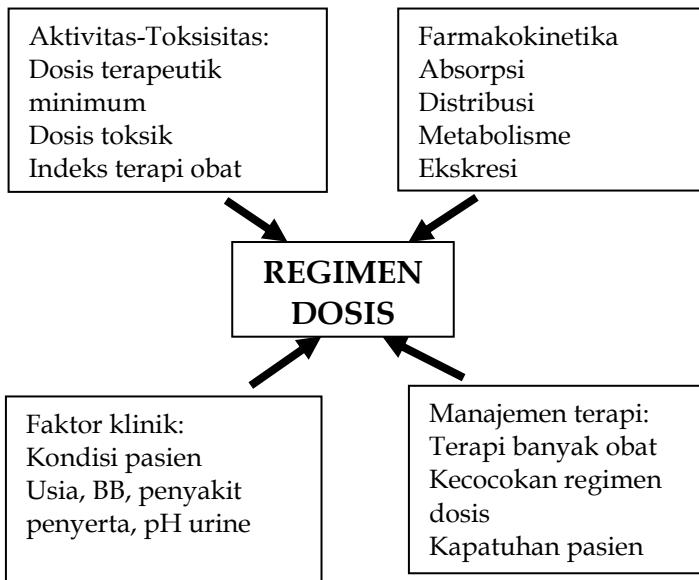 Aktivitas-Toksisitas:
Dosis terapeutik
minimum
Dosis toksik
Indeks terapi obat
Farmakokinetika
Absorpsi
Distribusi
Metabolisme
Ekskresi
REGIMEN
DOSIS
Faktor klinik:
Kondisi pasien
Usia, BB, penyakit
penyerta, pH urine
Manajemen terapi:
Terapi banyak obat
Kecocokan regimen
dosis
Kapatuhan pasien